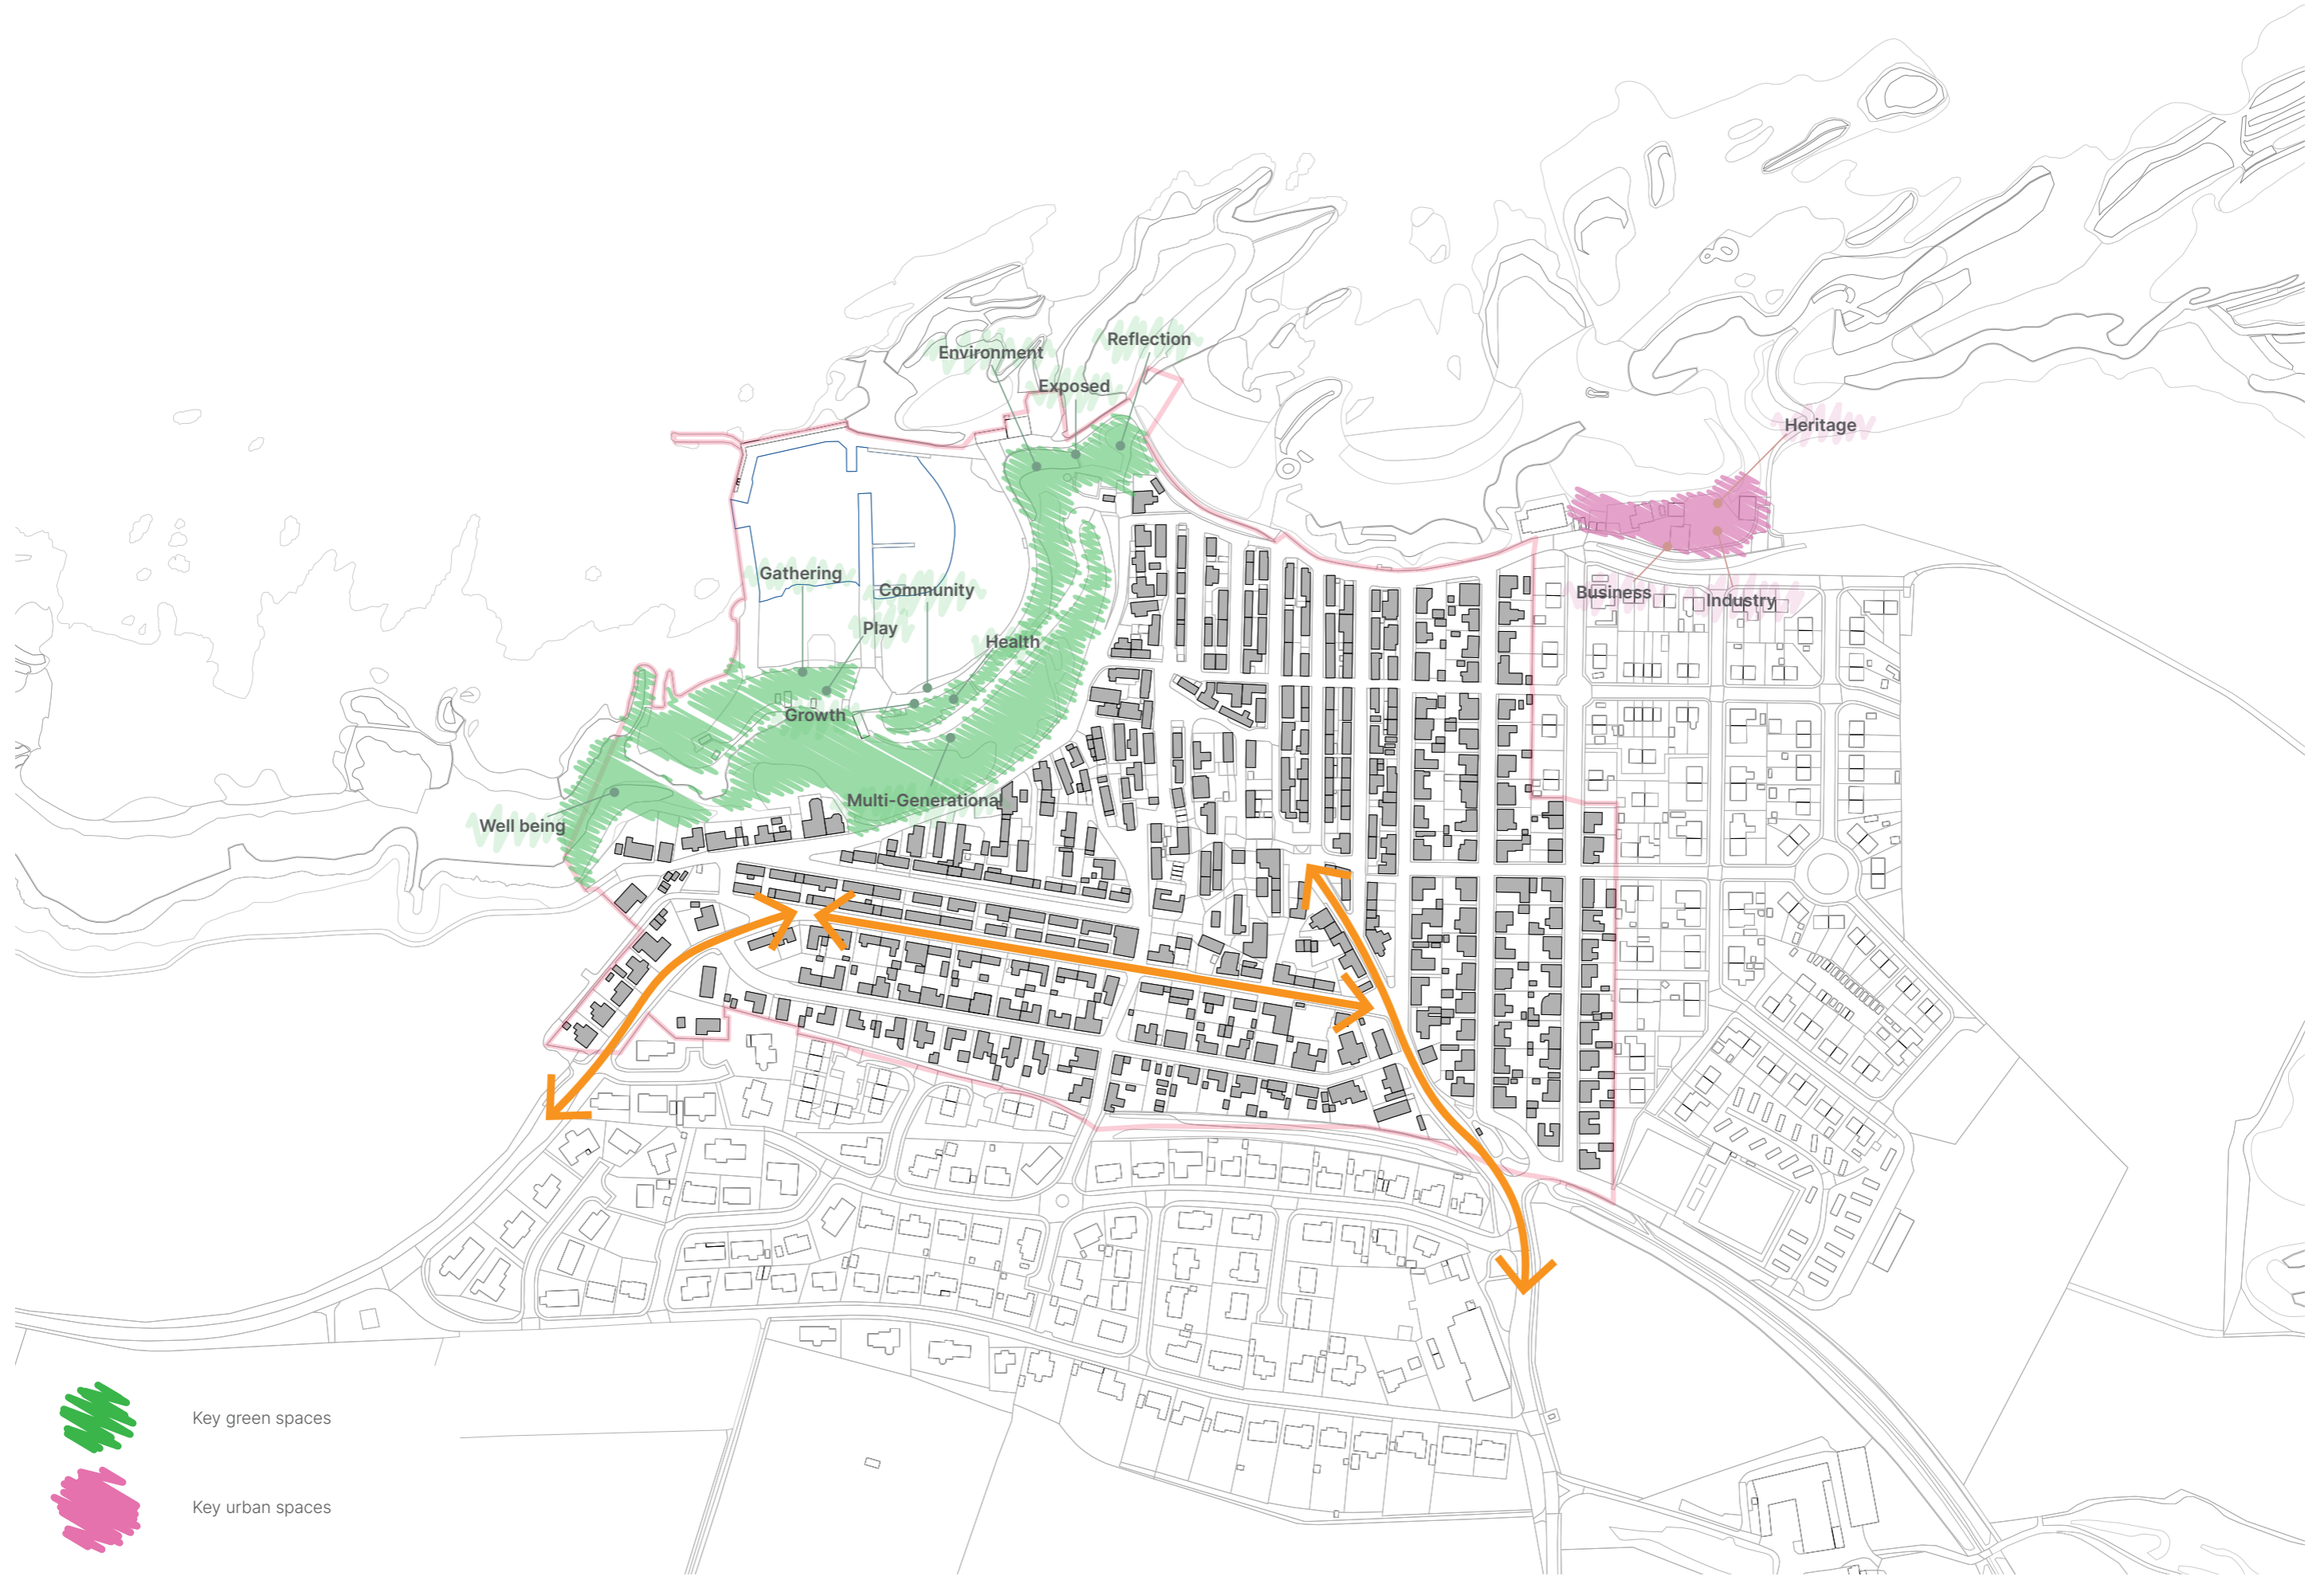 Reflection
Environment
Exposed
Heritage
Gathering
Community
Business
Industry
Play
Health
Growth
Multi-Generational
Well being
Key green spaces
Key urban spaces